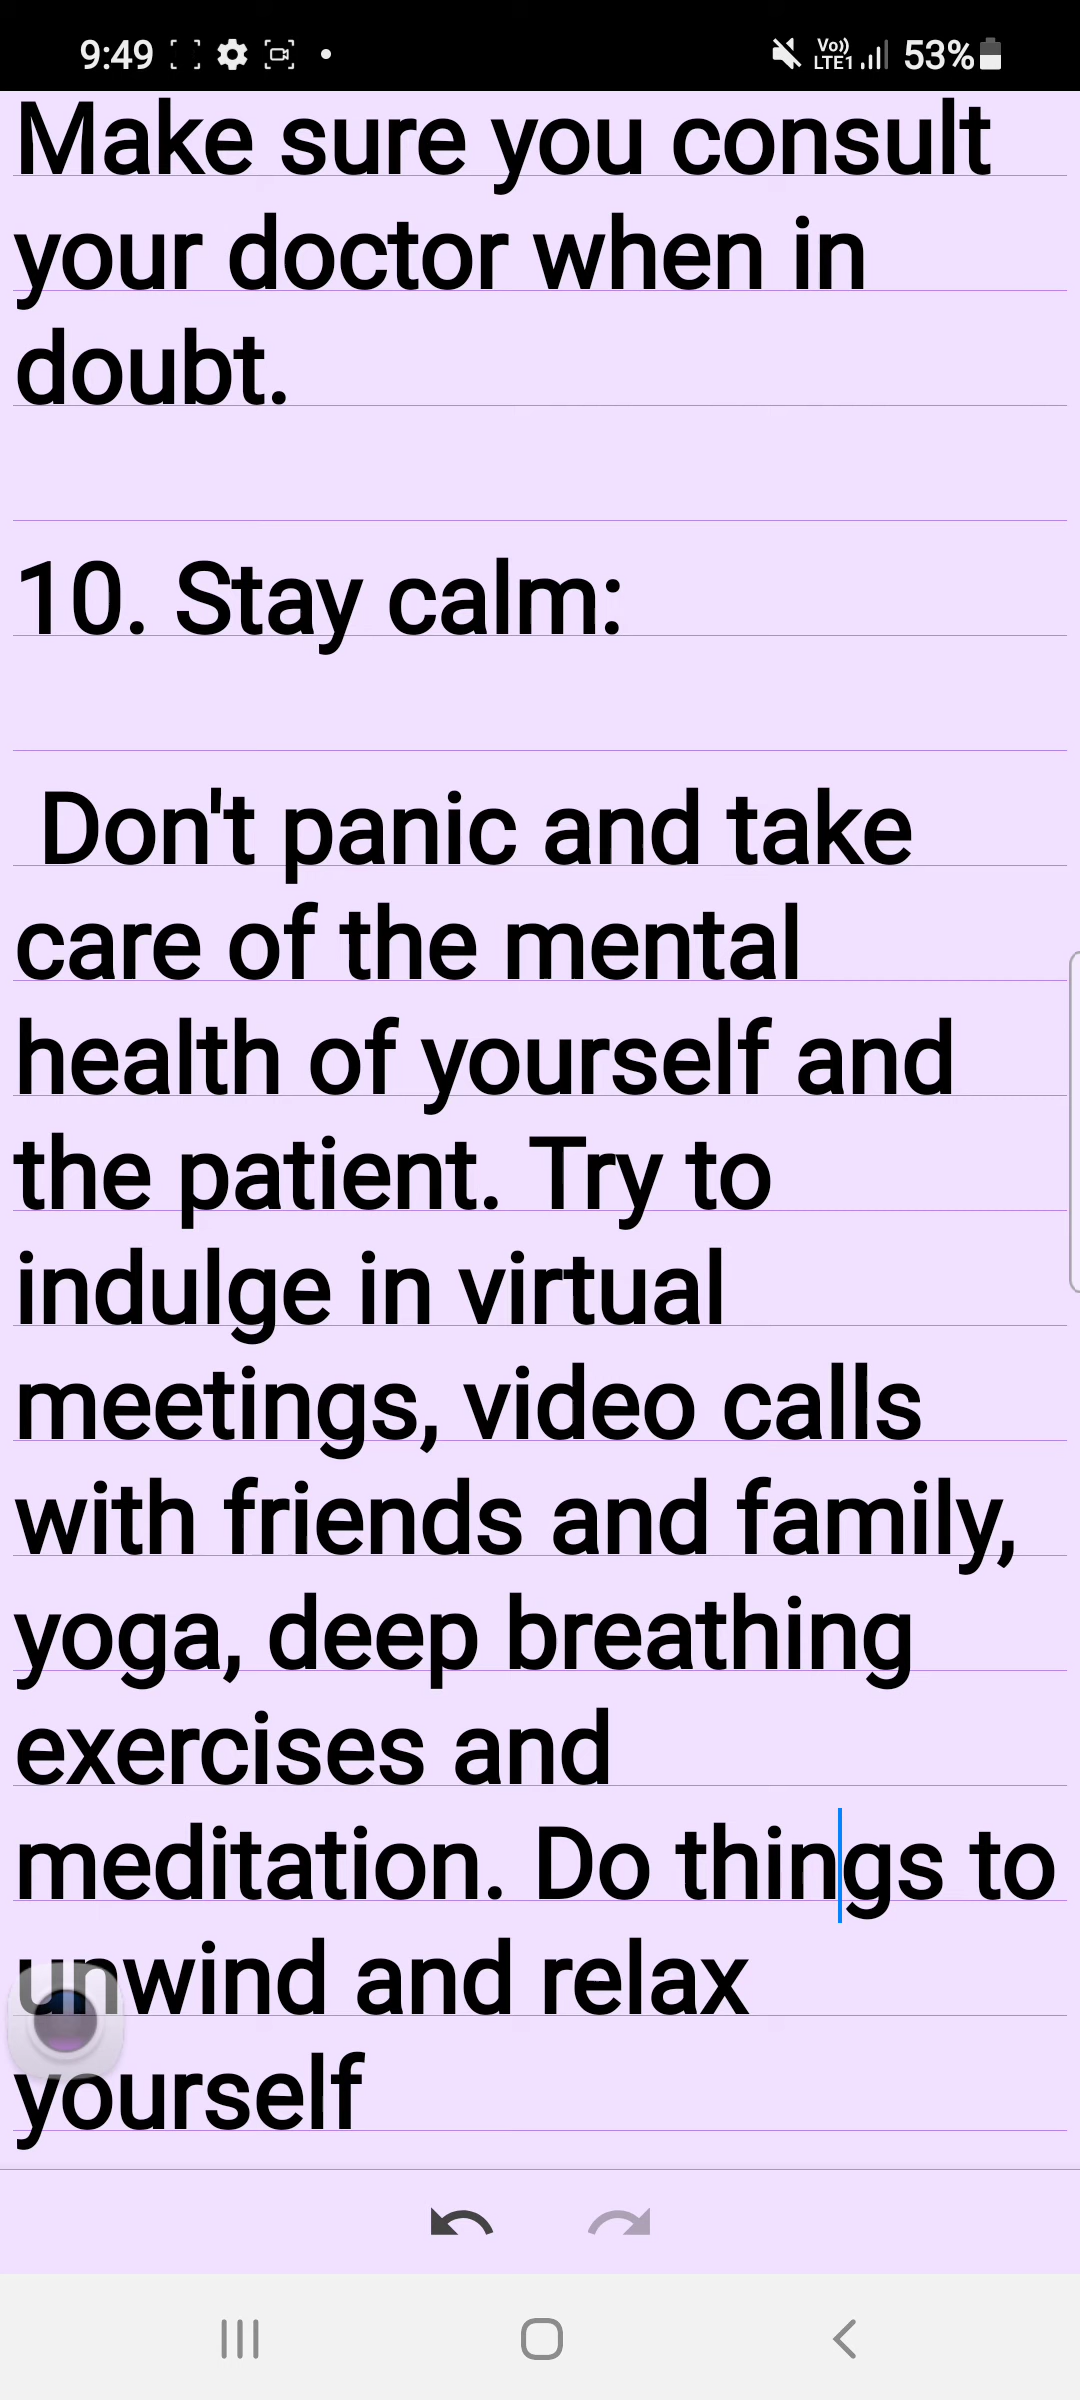 9:49
Vo))
LTE1
53%
Make sure you consult
your doctor when in
doubt.
10. Stay calm:
Don't panic and take
care of the mental
health of yourself and
the patient. Try to
indulge in virtual
meetings, video calls
with friends and family,
yoga, deep breathing
exercises and
meditation. Do things to
unwind and relax
yourself